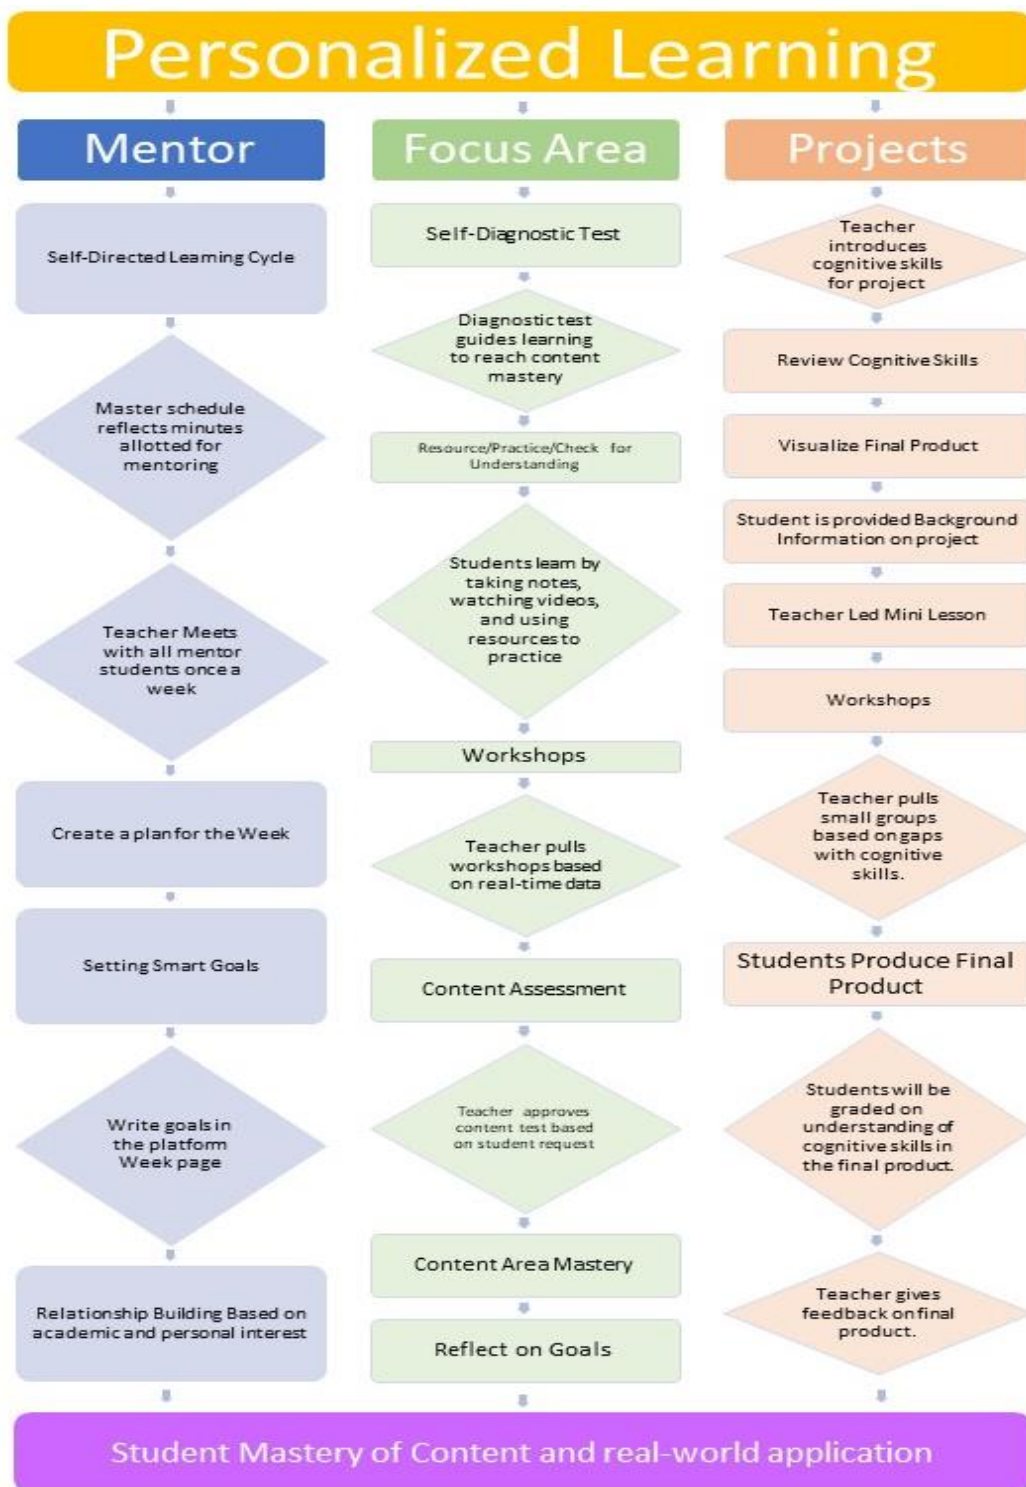 Personalized Learning
Mentor
Self-Directed Learning Cycle
Master schedule
reflects minutes
allotted for
mentoring
Teacher Meets
with all mentor
students once a
week
Create a plan for the Week
Setting Smart Goals
Write goals in
the platform
Week page
Relationship Building Based on
academic and personal interest
Focus Area
Self-Diagnostic Test
Diagnostic test
guides learning
to reach content
mastery
Resource/Practice/Check for
Understanding
Students learn by
taking notes,
watching videos,
and using
resources to
practice
Workshops
Teacher pulls
workshops based
on real-time data
Content Assessment
Teacher approves
content test based
on student request
Content Area Mastery
Reflect on Goals
Projects
Teacher
introduces
cognitive skills
for project
Review Cognitive Skills
Visualize Final Product
Student is provided Background
Information on project
Teacher Led Mini Lesson
Workshops
Teacher pulls
small groups
based on gaps
with cognitive
skills.
Students Produce Final
Product
Students will be
graded on
understanding of
cognitive skills in
the final product.
Teacher gives
feedback on final
product.
Student Mastery of Content and real-world application